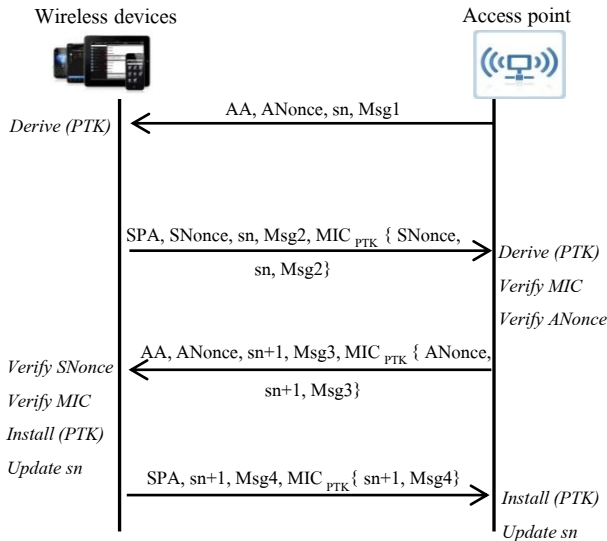 Wireless devices
Access point
AA, ANonce, sn, Msg1
Derive (PTK)
SPA, SNonce, sn, Msg2, MIC PTK { SNonce,
sn, Msg2}
Derive (PTK)
Verify MIC
Verify ANonce
AA, ANonce, sn+1, Msg3, MIC PTK { ANonce,
sn+1, Msg3}
Verify SNonce
Verify MIC
Install (PTK)
Update sn
SPA, sn+1, Msg4, MIC PTK{ sn+1, Msg4}
Install (PTK)
Update sn